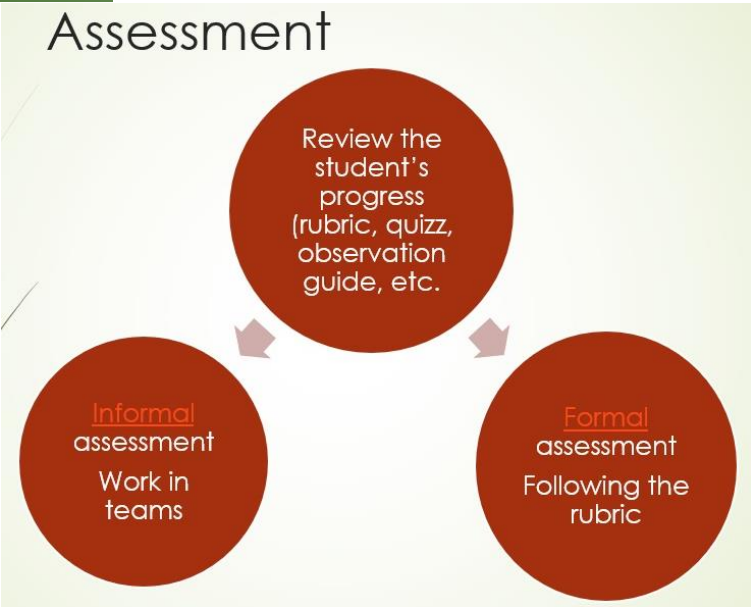 Assessment
Review the
student's
progress
(rubric, quizz,
observation
guide, etc.
Informal
assessment
Work in
teams
Formal
assessment
Following the
rubric